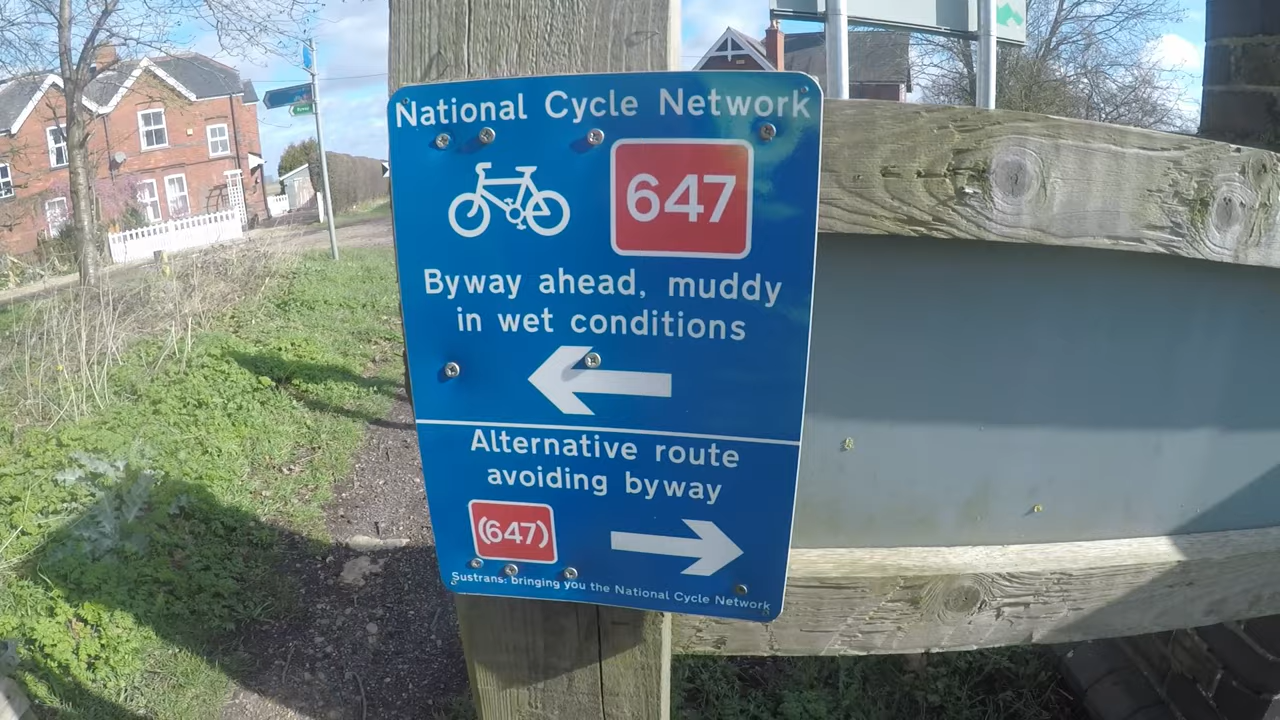 National Cycle Network
647
Byway ahead, muddy
in wet conditions
Alternative route
avoiding byway
(647)
Sustrans: bringing you the National Cycle Network